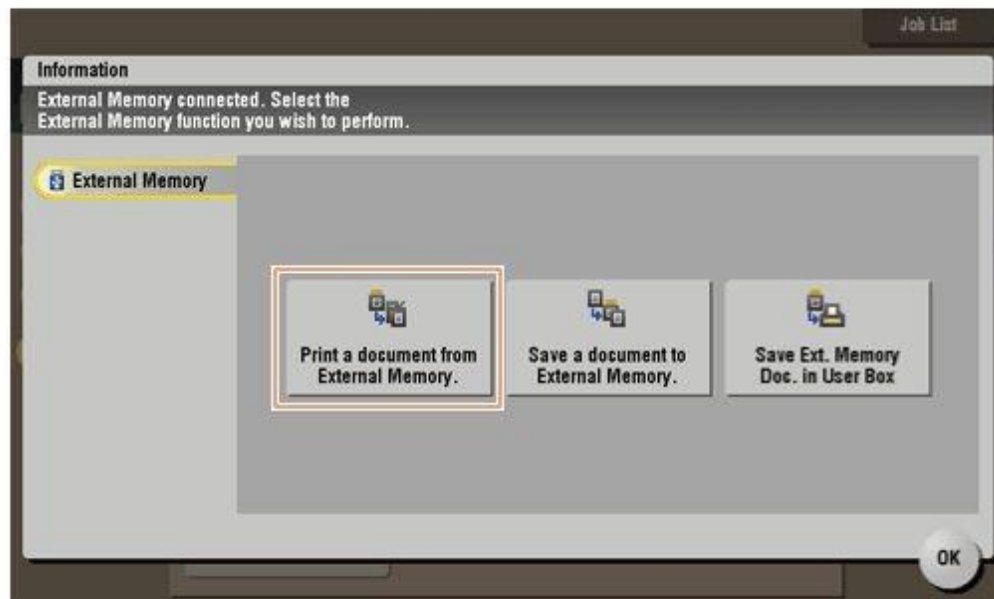 Job List
Information
External Memory connected. Select the
External Memory function you wish to perform.
External Memory
Print a document from
External Memory.
Save a document to
External Memory.
Save Ext. Memory
Doc. in User Box
OK